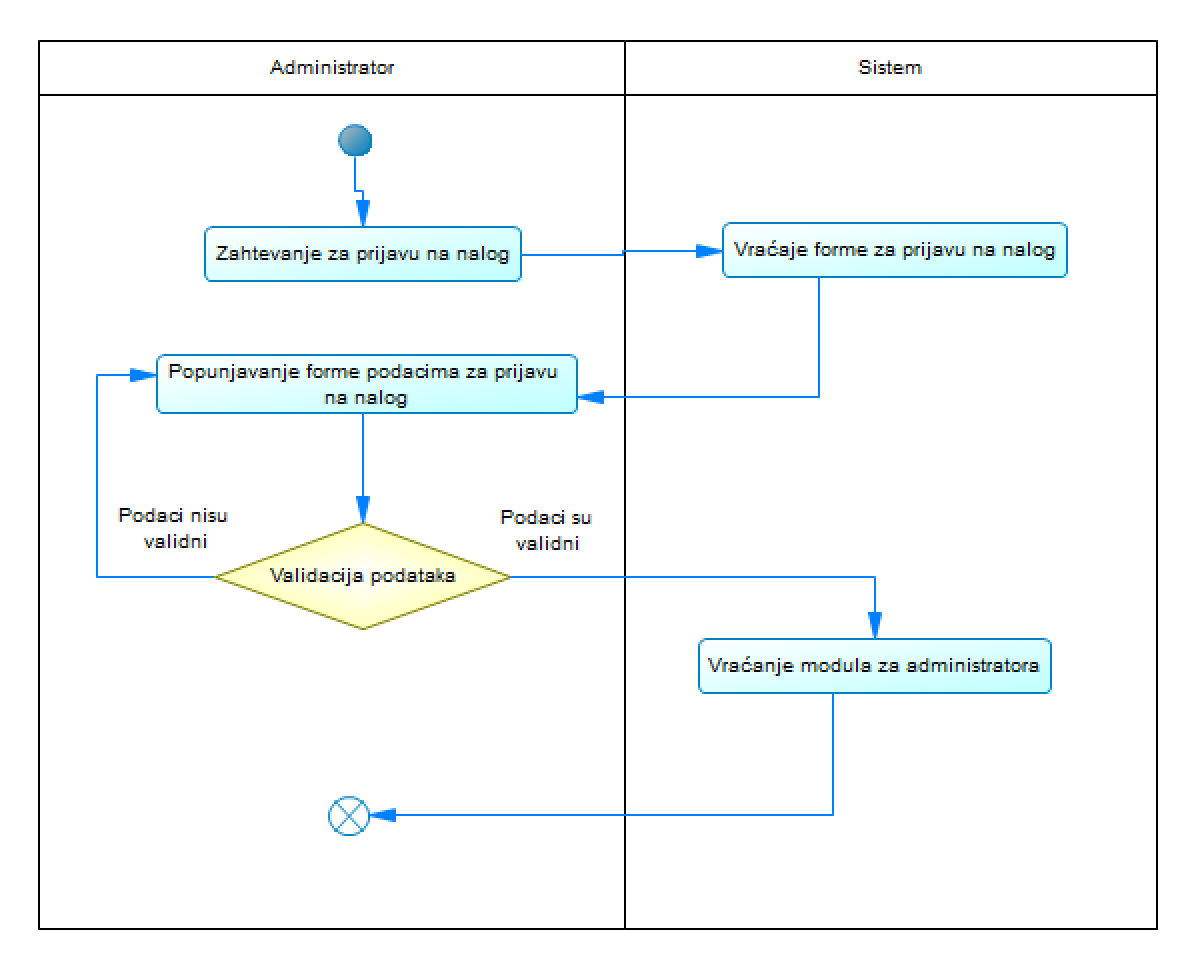 Administrator
Sistem
Zahtevanje za prijavu na nalog
Vraćaje forme za prijavu na nalog
Popunjavanje forme podacima za prijavu
na nalog
Podaci nisu
validni
Podaci su
validni
Validacija podataka
Vraćanje modula za administratora